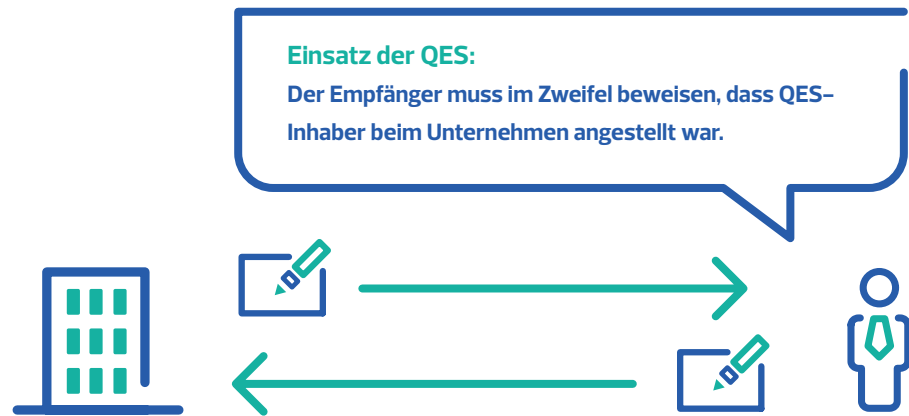 Einsatz der QES:
Der Empfänger muss im Zweifel beweisen, dass QES-
Inhaber beim Unternehmen angestellt war.